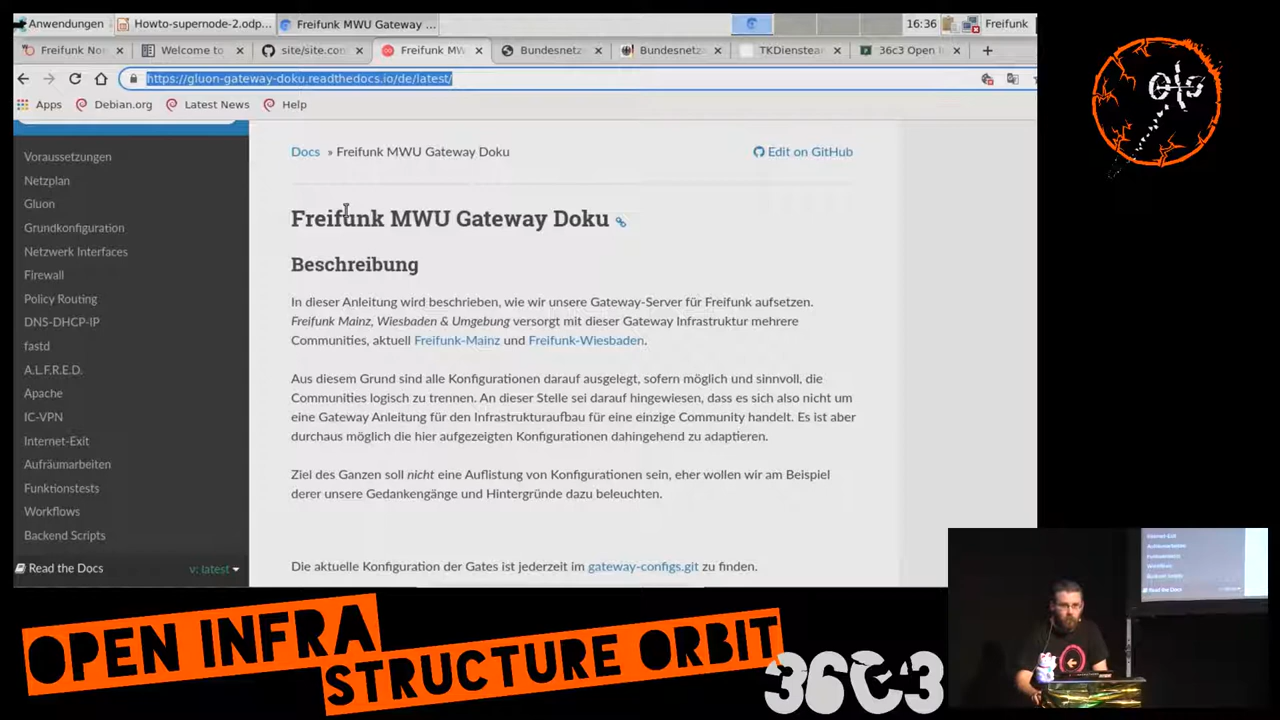 Anwendungen
Howto-supernode-2.odp...
Freifunk MWU Gateway ...
16:36
Freifunk
Freifunk No
Welcome to
site/site.con
Freifunk MW
Bundesnetz
Bundesnetz
TKDienstean
36c3 Open I
https://gluon-gateway-doku.readthedocs.io/de/latest/
Apps
Debian.org
Latest News
Help
Voraussetzungen
Netzplan
Gluon
Grundkonfiguration
Netzwerk Interfaces
Firewall
Policy Routing
DNS-DHCP-IP
fastd
A.L.F.R.E.D.
Apache
IC-VPN
Internet-Exit
Aufräumarbeiten
Funktionstests
Workflows
Backend Scripts
Read the Docs
v: latest
Docs » Freifunk MWU Gateway Doku
Edit on GitHub
Freifunk MWU Gateway Doku
Beschreibung
In dieser Anleitung wird beschrieben, wie wir unsere Gateway-Server für Freifunk aufsetzen.
Freifunk Mainz, Wiesbaden & Umgebung versorgt mit dieser Gateway Infrastruktur mehrere
Communities, aktuell Freifunk-Mainz und Freifunk-Wiesbaden.
Aus diesem Grund sind alle Konfigurationen darauf ausgelegt, sofern möglich und sinnvoll, die
Communities logisch zu trennen. An dieser Stelle sei darauf hingewiesen, dass es sich also nicht um
eine Gateway Anleitung für den Infrastrukturaufbau für eine einzige Community handelt. Es ist aber
durchaus möglich die hier aufgezeigten Konfigurationen dahingehend zu adaptieren.
Ziel des Ganzen soll nicht eine Auflistung von Konfigurationen sein, eher wollen wir am Beispiel
derer unsere Gedankengänge und Hintergründe dazu beleuchten.
Die aktuelle Konfiguration der Gates ist jederzeit im gateway-configs.git zu finden.
OIO
OPEN INFRA
STRUCTURE ORBIT
36C3
Read the Docs